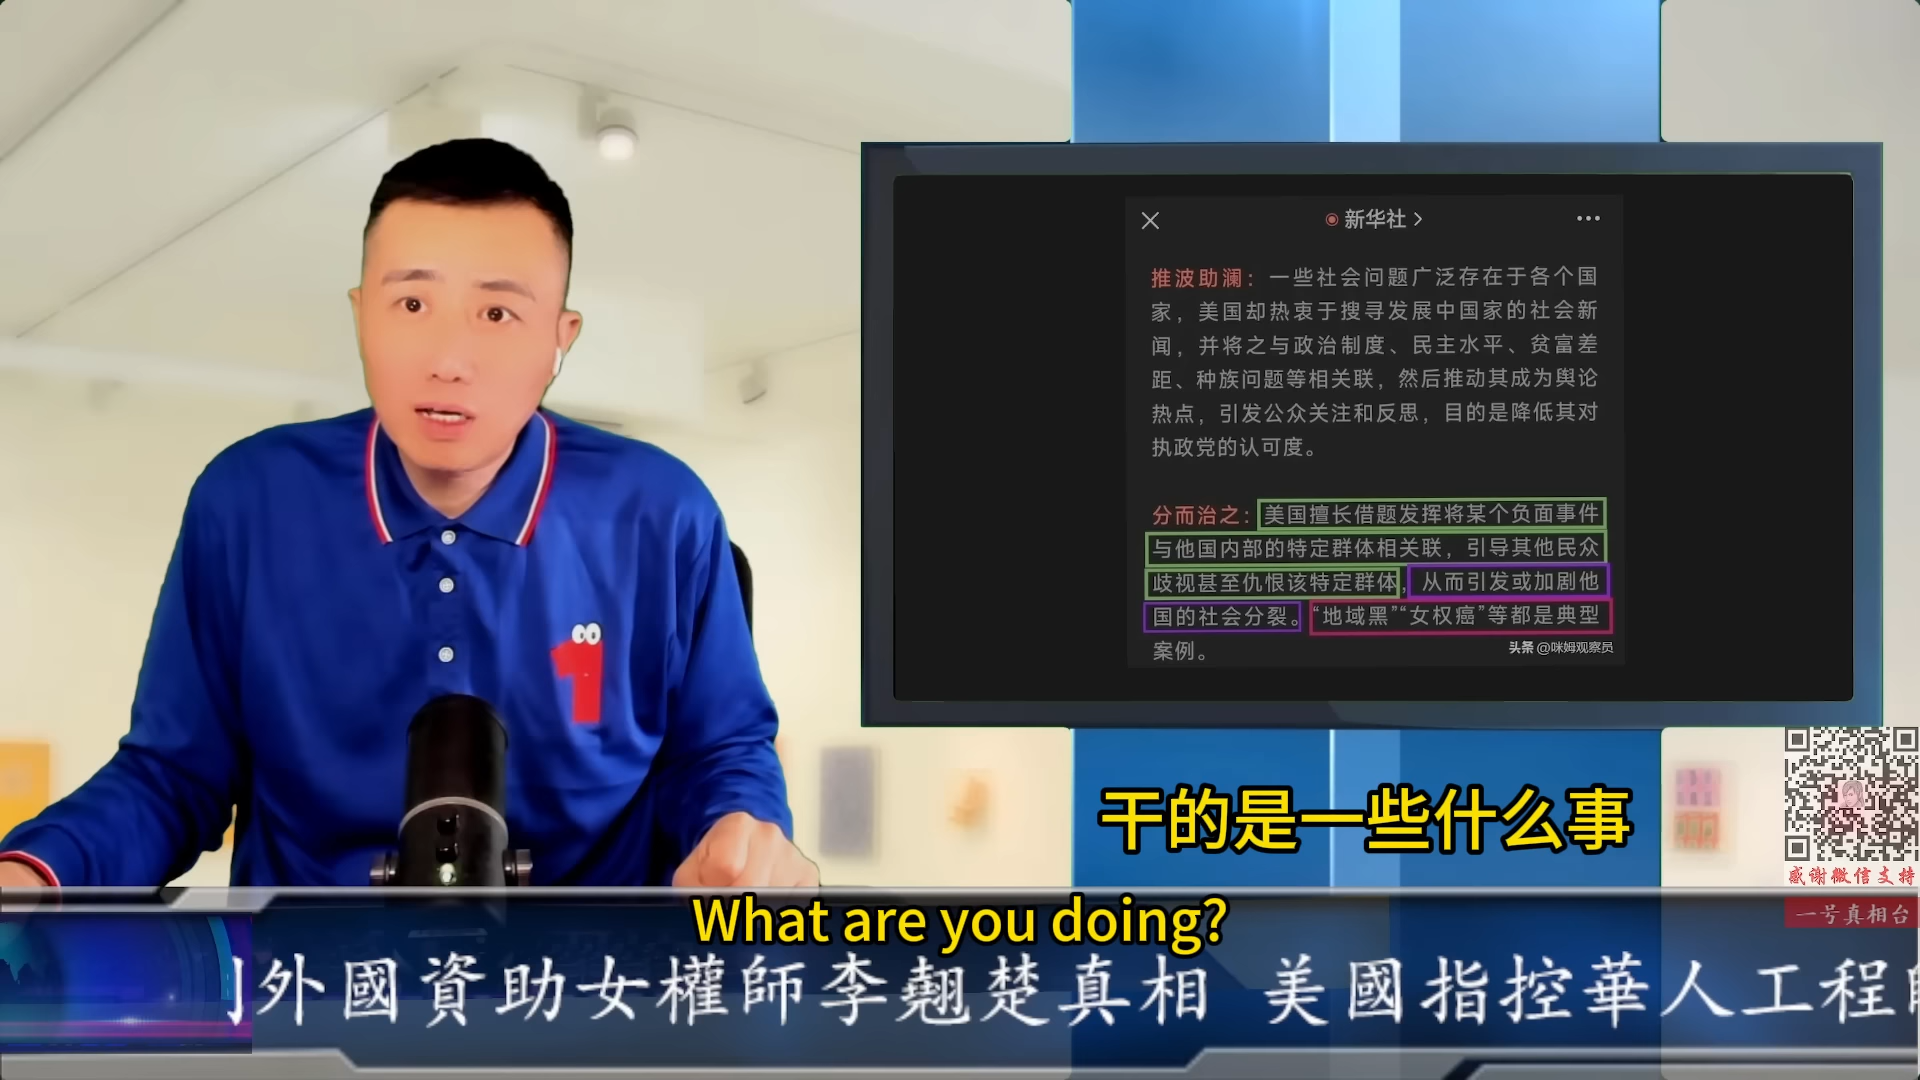 新华社
推波助澜：一些社会问题广泛存在于各个国
家，美国却热衷于搜寻发展中国家的社会新
闻，并将之与政治制度、民主水平、贫富差
距、种族问题等相关联，然后推动其成为舆论
热点，引发公众关注和反思，目的是降低其对
执政党的认可度。
分而治之：美国擅长借题发挥将某个负面事件
与他国内部的特定群体相关联，引导其他民众
歧视甚至仇恨该特定群体，从而引发或加剧他
国的社会分裂。“地域黑”“女权癌”等都是典型
案例。
头条 @咪姆观察员
1
干的是一些什么事
感谢微信支持
一号真相台
What are you doing?
外國資助女權師李翹楚真相 美國指控華人工程